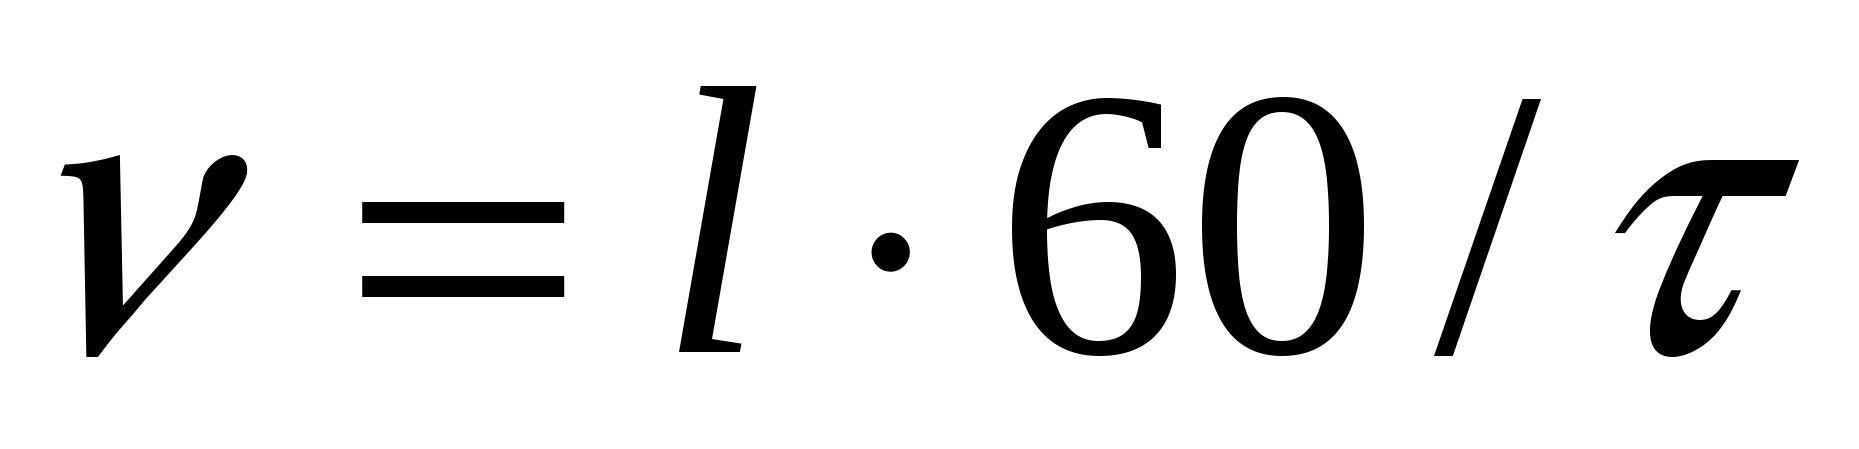 v = l · 60 / τ